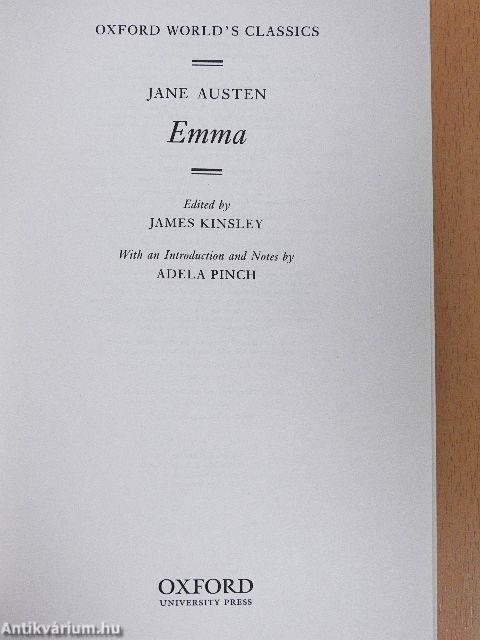 OXFORD WORLD'S CLASSICS
JANE AUSTEN
Emma
Edited by
JAMES KINSLEY
With an Introduction and Notes by
ADELA PINCH
OXFORD
UNIVERSITY PRESS
Antikvárium.hu